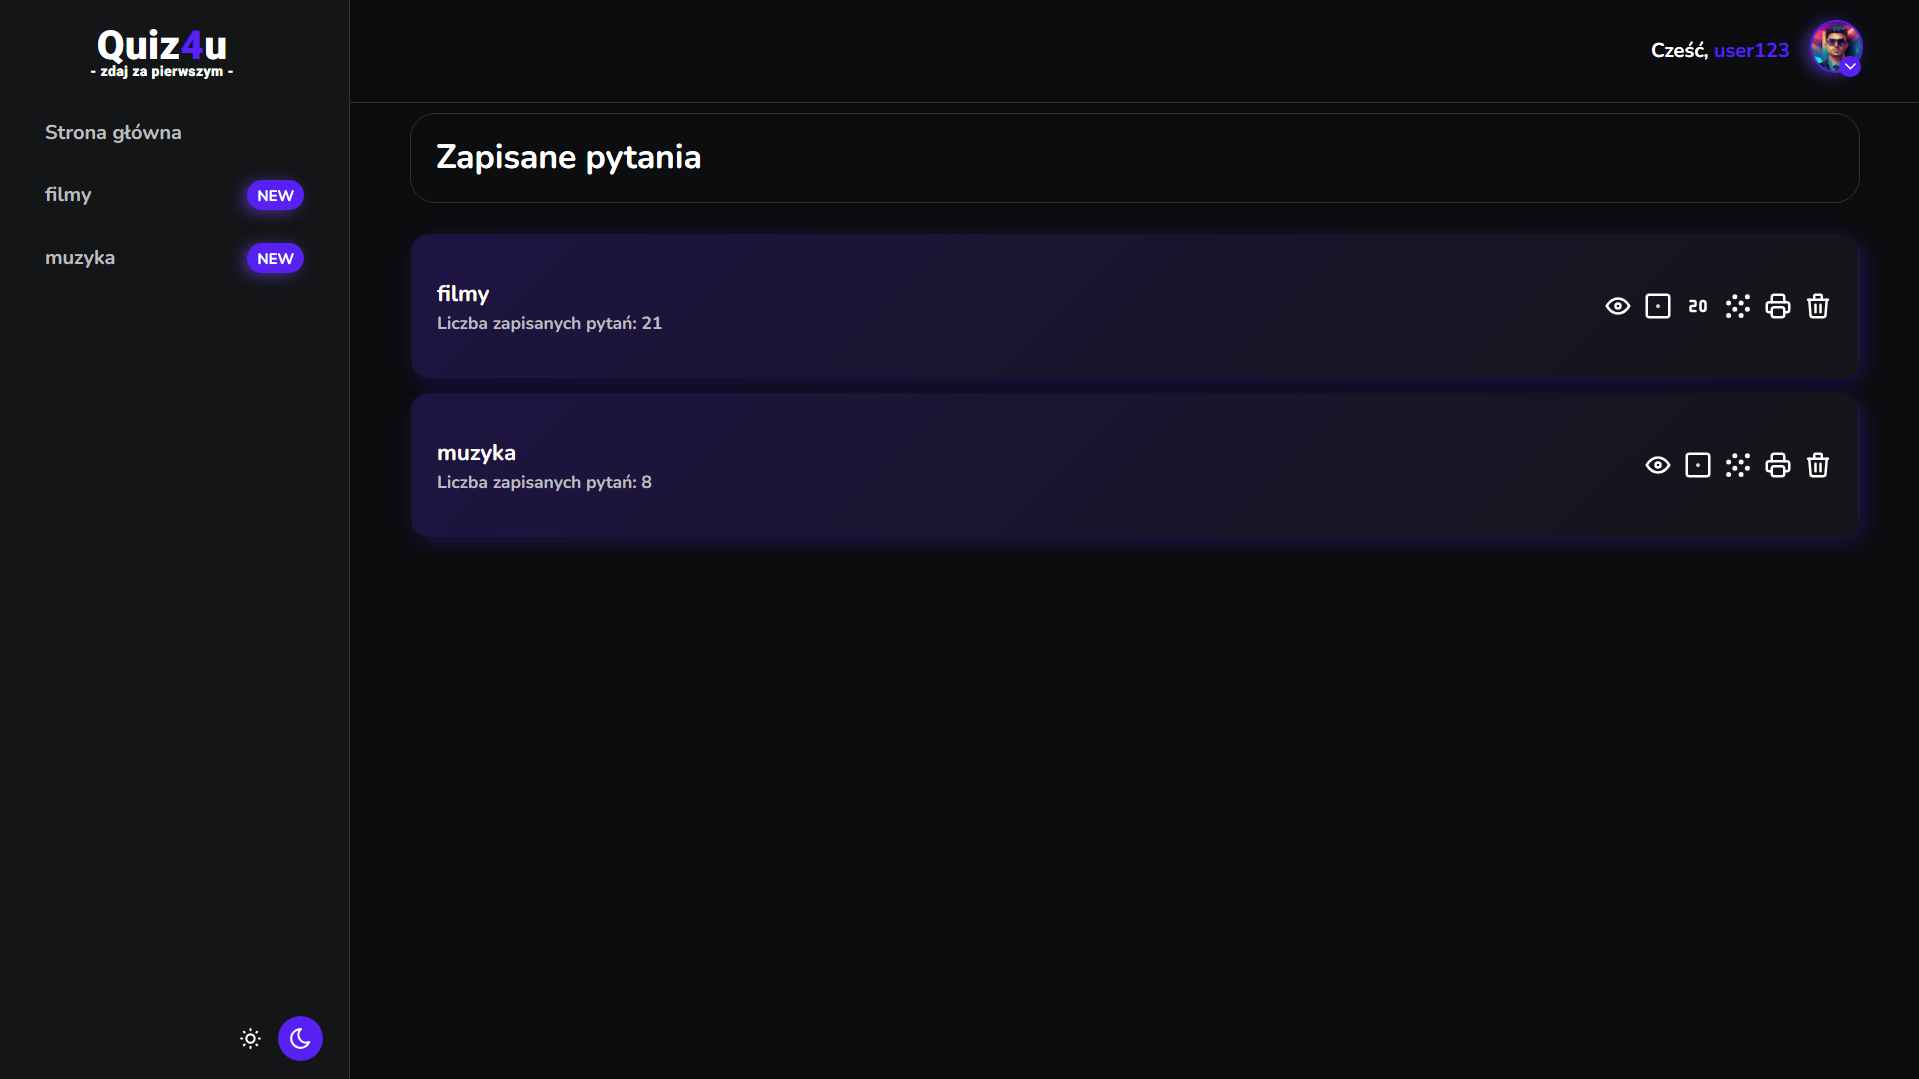 Quiz4u
- zdaj za pierwszym -
Strona główna
filmy NEW
muzyka NEW
Cześć, user123
Zapisane pytania
filmy
Liczba zapisanych pytań: 21
20
muzyka
Liczba zapisanych pytań: 8